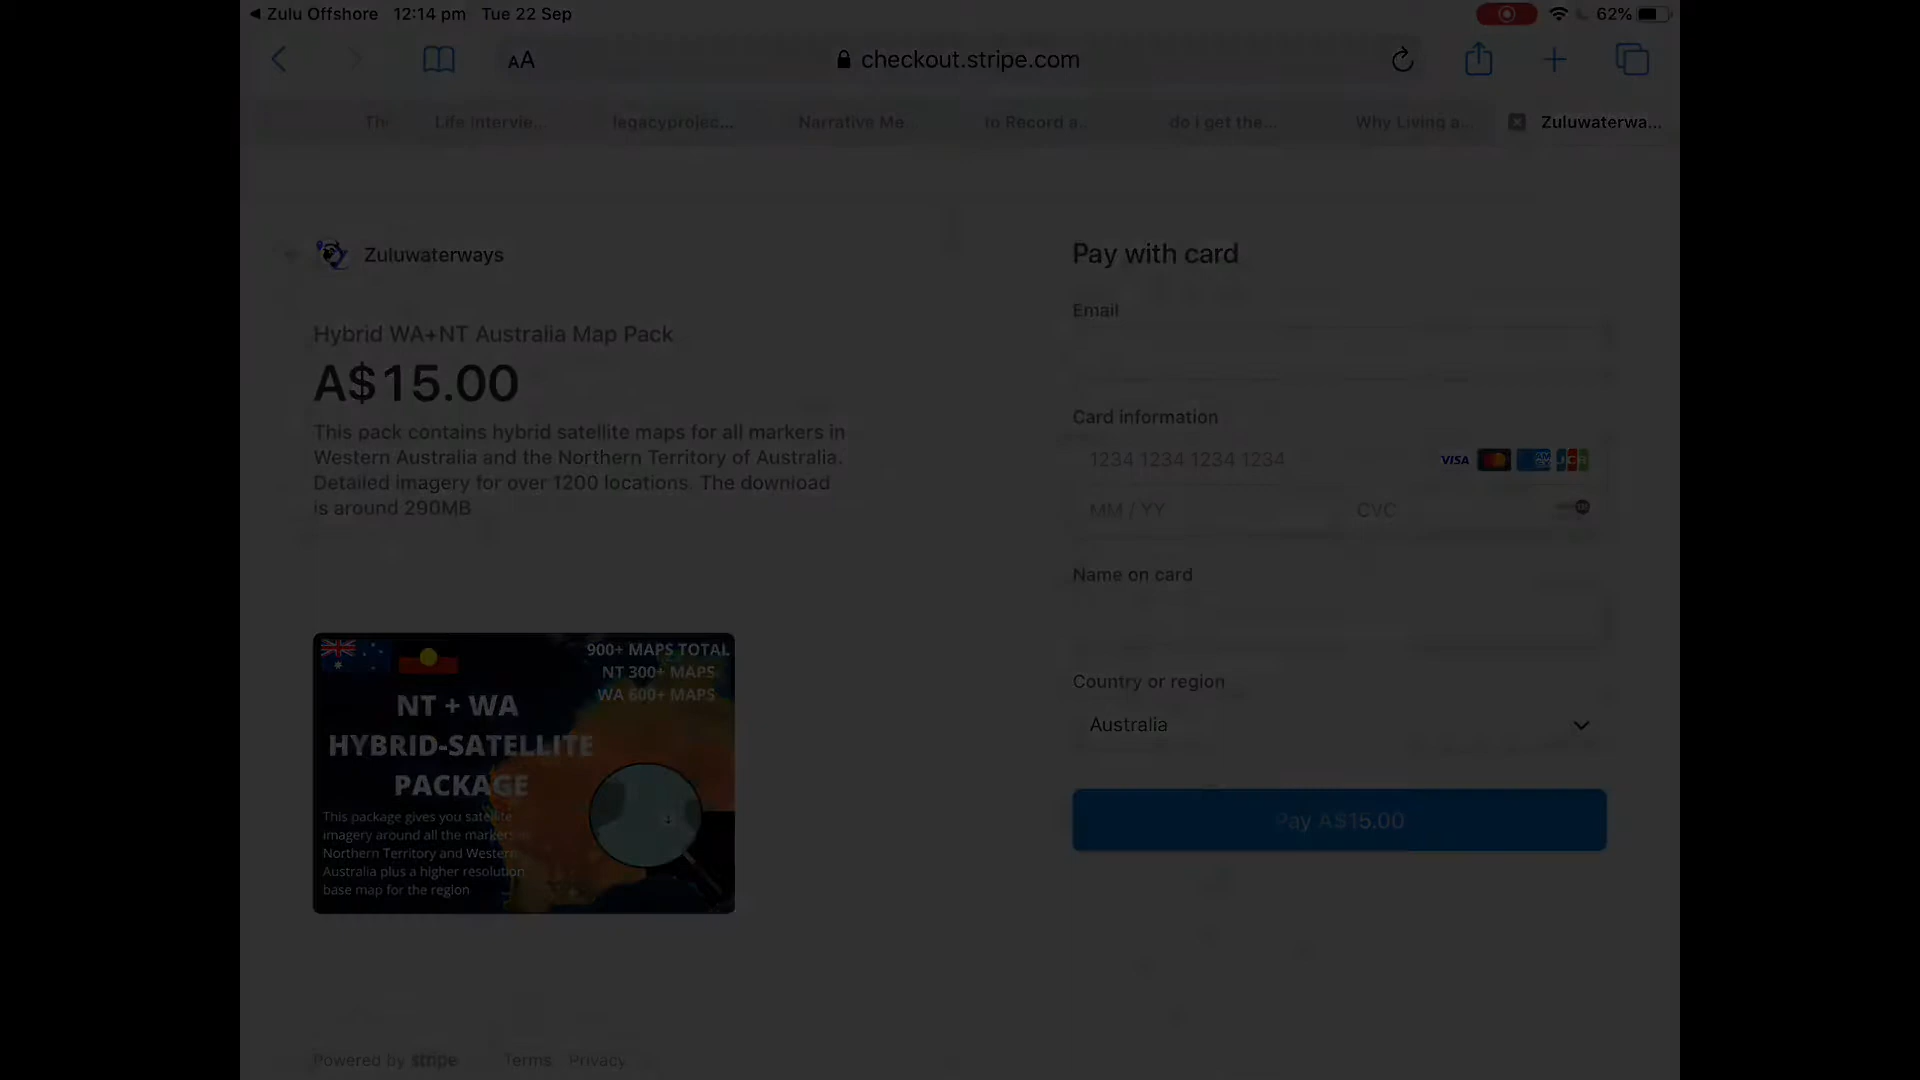 Zulu Offshore 12:14 pm Tue 22 Sep 62%
AA checkout.stripe.com
Life Intervie... legacyprojec... Narrative Me... to Record a... do i get the... Why Living a... Zuluwaterwa...
Zuluwaterways
Hybrid WA+NT Australia Map Pack
A$15.00
This pack contains hybrid satellite maps for all markers in
Western Australia and the Northern Territory of Australia.
Detailed imagery for over 1200 locations. The download
is around 290MB
900+ MAPS TOTAL
NT 300+ MAPS
WA 600+ MAPS
NT + WA
HYBRID-SATELLITE
PACKAGE
This package gives you satellite
imagery around all the markers
Northern Territory and Western
Australia plus a higher resolution
base map for the region
Powered by stripe Terms Privacy
Pay with card
Email
Card information
1234 1234 1234 1234 VISA AM JCB
MM / YY CVC
Name on card
Country or region
Australia
Pay A$15.00